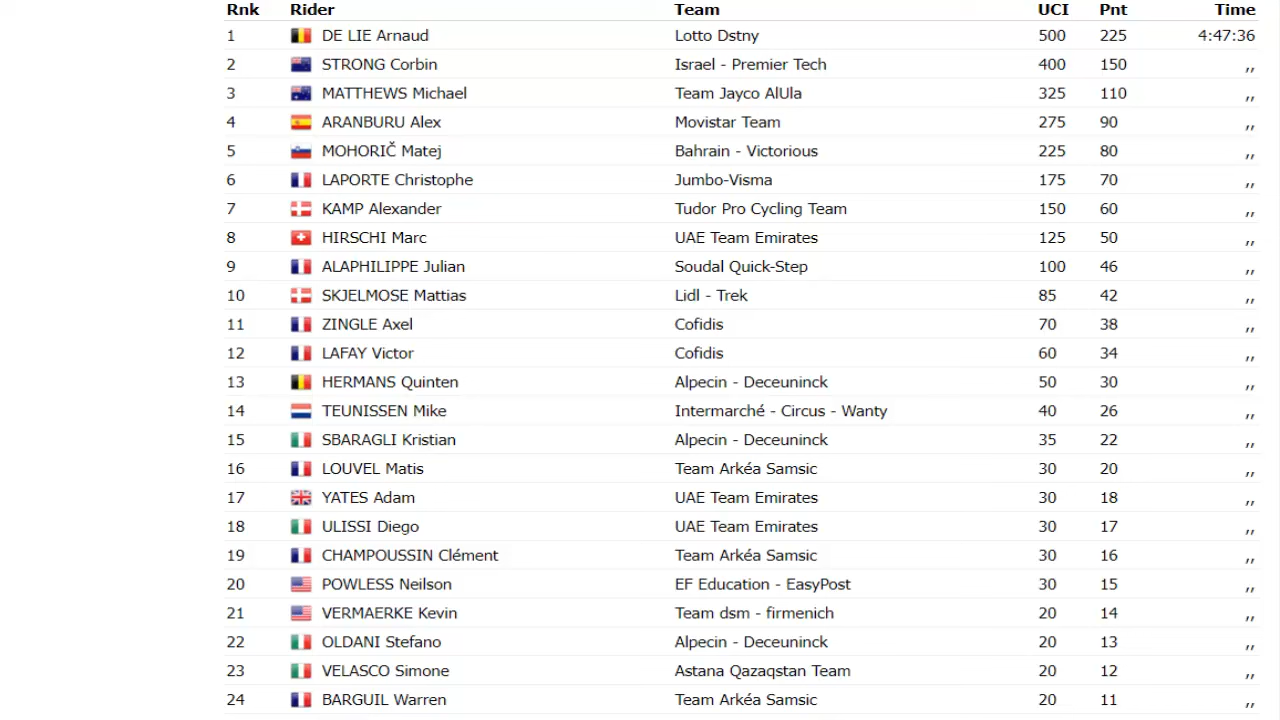 Rnk Rider Team UCI Pnt Time
1 DE LIE Arnaud Lotto Dstny 500 225 4:47:36
2 STRONG Corbin Israel - Premier Tech 400 150 ,,
3 MATTHEWS Michael Team Jayco AlUla 325 110 ,,
4 ARANBURU Alex Movistar Team 275 90 ,,
5 MOHORIČ Matej Bahrain - Victorious 225 80 ,,
6 LAPORTE Christophe Jumbo-Visma 175 70 ,,
7 KAMP Alexander Tudor Pro Cycling Team 150 60 ,,
8 HIRSCHI Marc UAE Team Emirates 125 50 ,,
9 ALAPHILIPPE Julian Soudal Quick-Step 100 46 ,,
10 SKJELMOSE Mattias Lidl - Trek 85 42 ,,
11 ZINGLE Axel Cofidis 70 38 ,,
12 LAFAY Victor Cofidis 60 34 ,,
13 HERMANS Quinten Alpecin - Deceuninck 50 30 ,,
14 TEUNISSEN Mike Intermarché - Circus - Wanty 40 26 ,,
15 SBARAGLI Kristian Alpecin - Deceuninck 35 22 ,,
16 LOUVEL Matis Team Arkéa Samsic 30 20 ,,
17 YATES Adam UAE Team Emirates 30 18 ,,
18 ULISSI Diego UAE Team Emirates 30 17 ,,
19 CHAMPOUSSIN Clément Team Arkéa Samsic 30 16 ,,
20 POWLESS Neilson EF Education - EasyPost 30 15 ,,
21 VERMAERKE Kevin Team dsm - firmenich 20 14 ,,
22 OLDANI Stefano Alpecin - Deceuninck 20 13 ,,
23 VELASCO Simone Astana Qazaqstan Team 20 12 ,,
24 BARGUIL Warren Team Arkéa Samsic 20 11 ,,